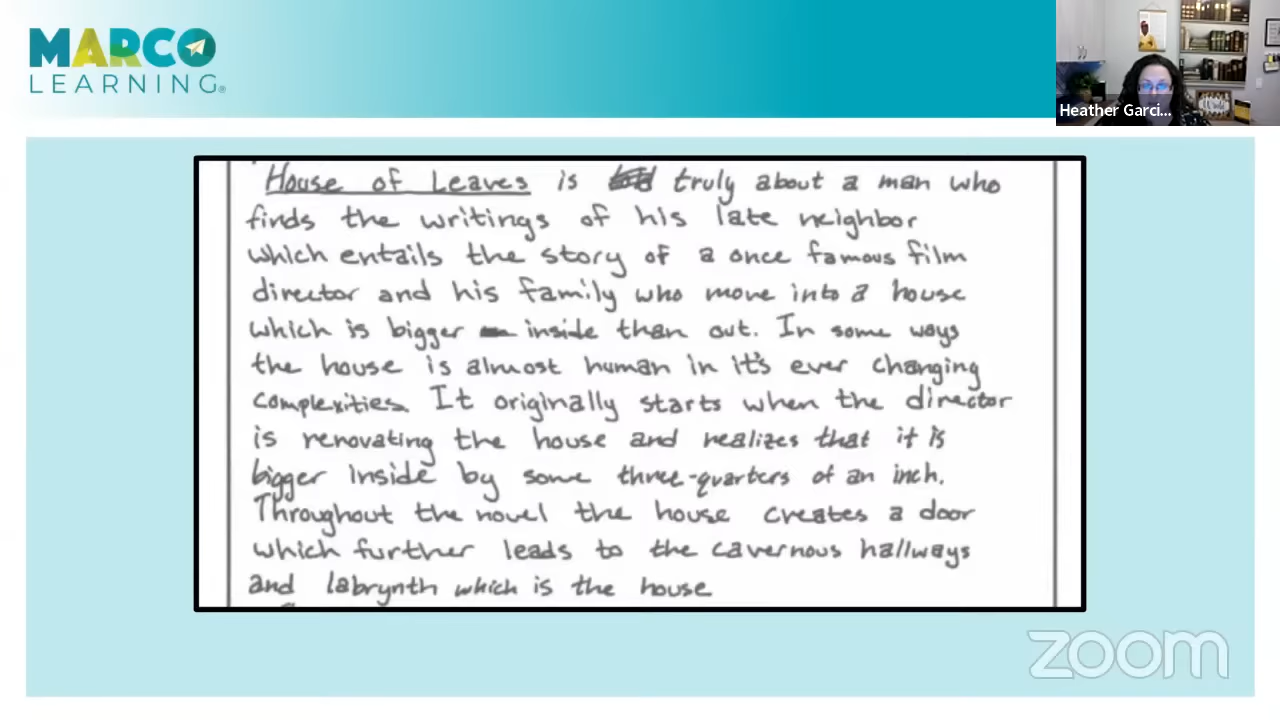 MARCO
LEARNING®
Heather Garci...
House of Leaves is truly about a man who
finds the writings of his late neighbor
which entails the story of a once famous film
director and his family who move into a house
which is bigger inside than out. In some ways
the house is almost human in it's ever changing
complexities. It originally starts when the director
is renovating the house and realizes that it is
bigger inside by some three-quarters of an inch.
Throughout the novel the house creates a door
which further leads to the cavernous hallways
and labrynth which is the house
zoom